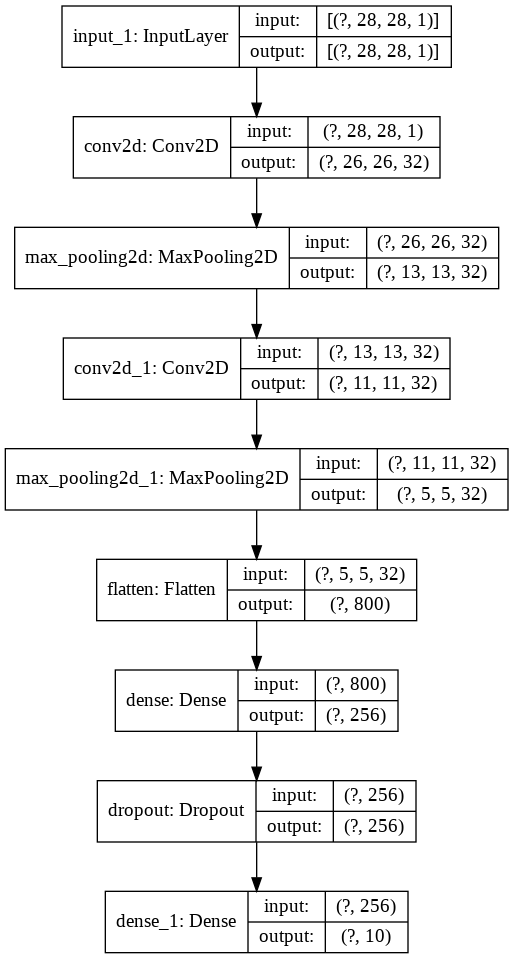 input_1: InputLayer
input: [(?, 28, 28, 1)]
output: [(?, 28, 28, 1)]
conv2d: Conv2D
input: (?, 28, 28, 1)
output: (?, 26, 26, 32)
max_pooling2d: MaxPooling2D
input: (?, 26, 26, 32)
output: (?, 13, 13, 32)
conv2d_1: Conv2D
input: (?, 13, 13, 32)
output: (?, 11, 11, 32)
max_pooling2d_1: MaxPooling2D
input: (?, 11, 11, 32)
output: (?, 5, 5, 32)
flatten: Flatten
input: (?, 5, 5, 32)
output: (?, 800)
dense: Dense
input: (?, 800)
output: (?, 256)
dropout: Dropout
input: (?, 256)
output: (?, 256)
dense_1: Dense
input: (?, 256)
output: (?, 10)